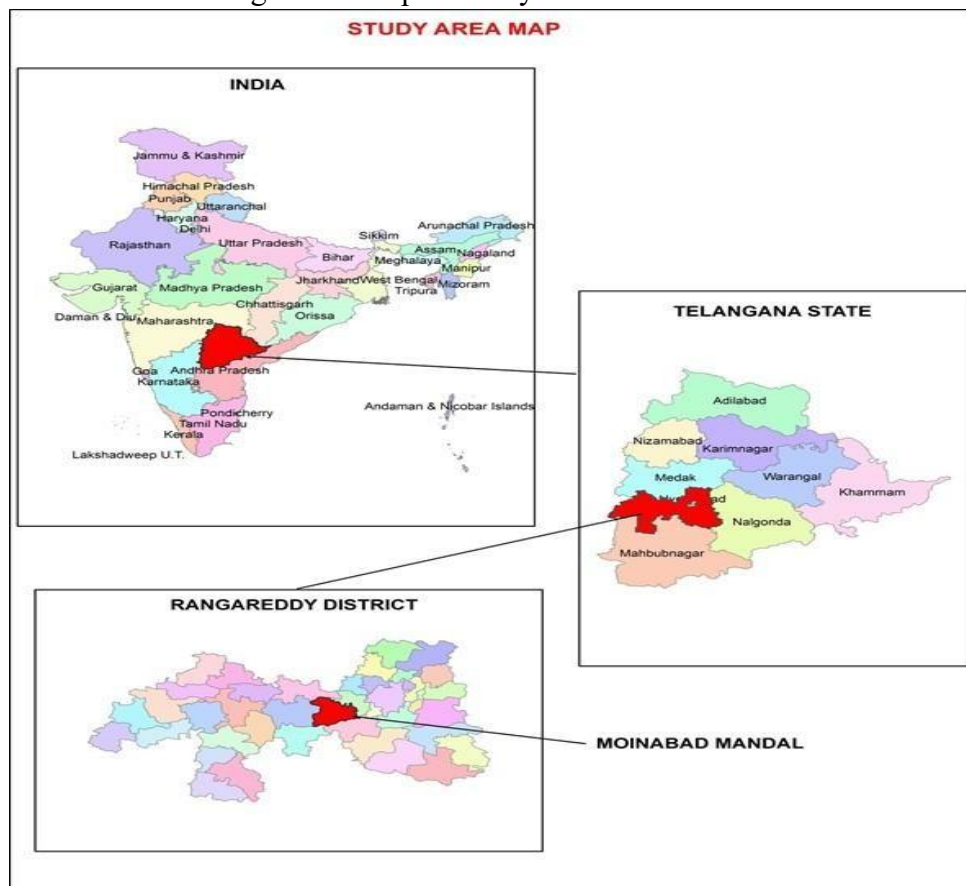 STUDY AREA MAP
INDIA
Jammu & Kashmir
Himachal Pradesh
Punjab
Uttaranchal
Haryana
Delhi
Rajasthan
Uttar Pradesh
Bihar
Sikkim
Arunachal Pradesh
Assam
Nagaland
Meghalaya
Manipur
Gujarat
Madhya Pradesh
Jharkhand
West Bengal
Mizoram
Tripura
Chhattisgarh
Daman & Diu
Maharashtra
Orissa
Goa
Andhra Pradesh
Karnataka
Pondicherry
Andaman & Nicobar Islands
Tamil Nadu
Kerala
Lakshadweep U.T.
TELANGANA STATE
Adilabad
Nizamabad
Karimnagar
Medak
Warangal
Khammam
Nalgonda
Mahbubnagar
RANGAREDDY DISTRICT
MOINABAD MANDAL